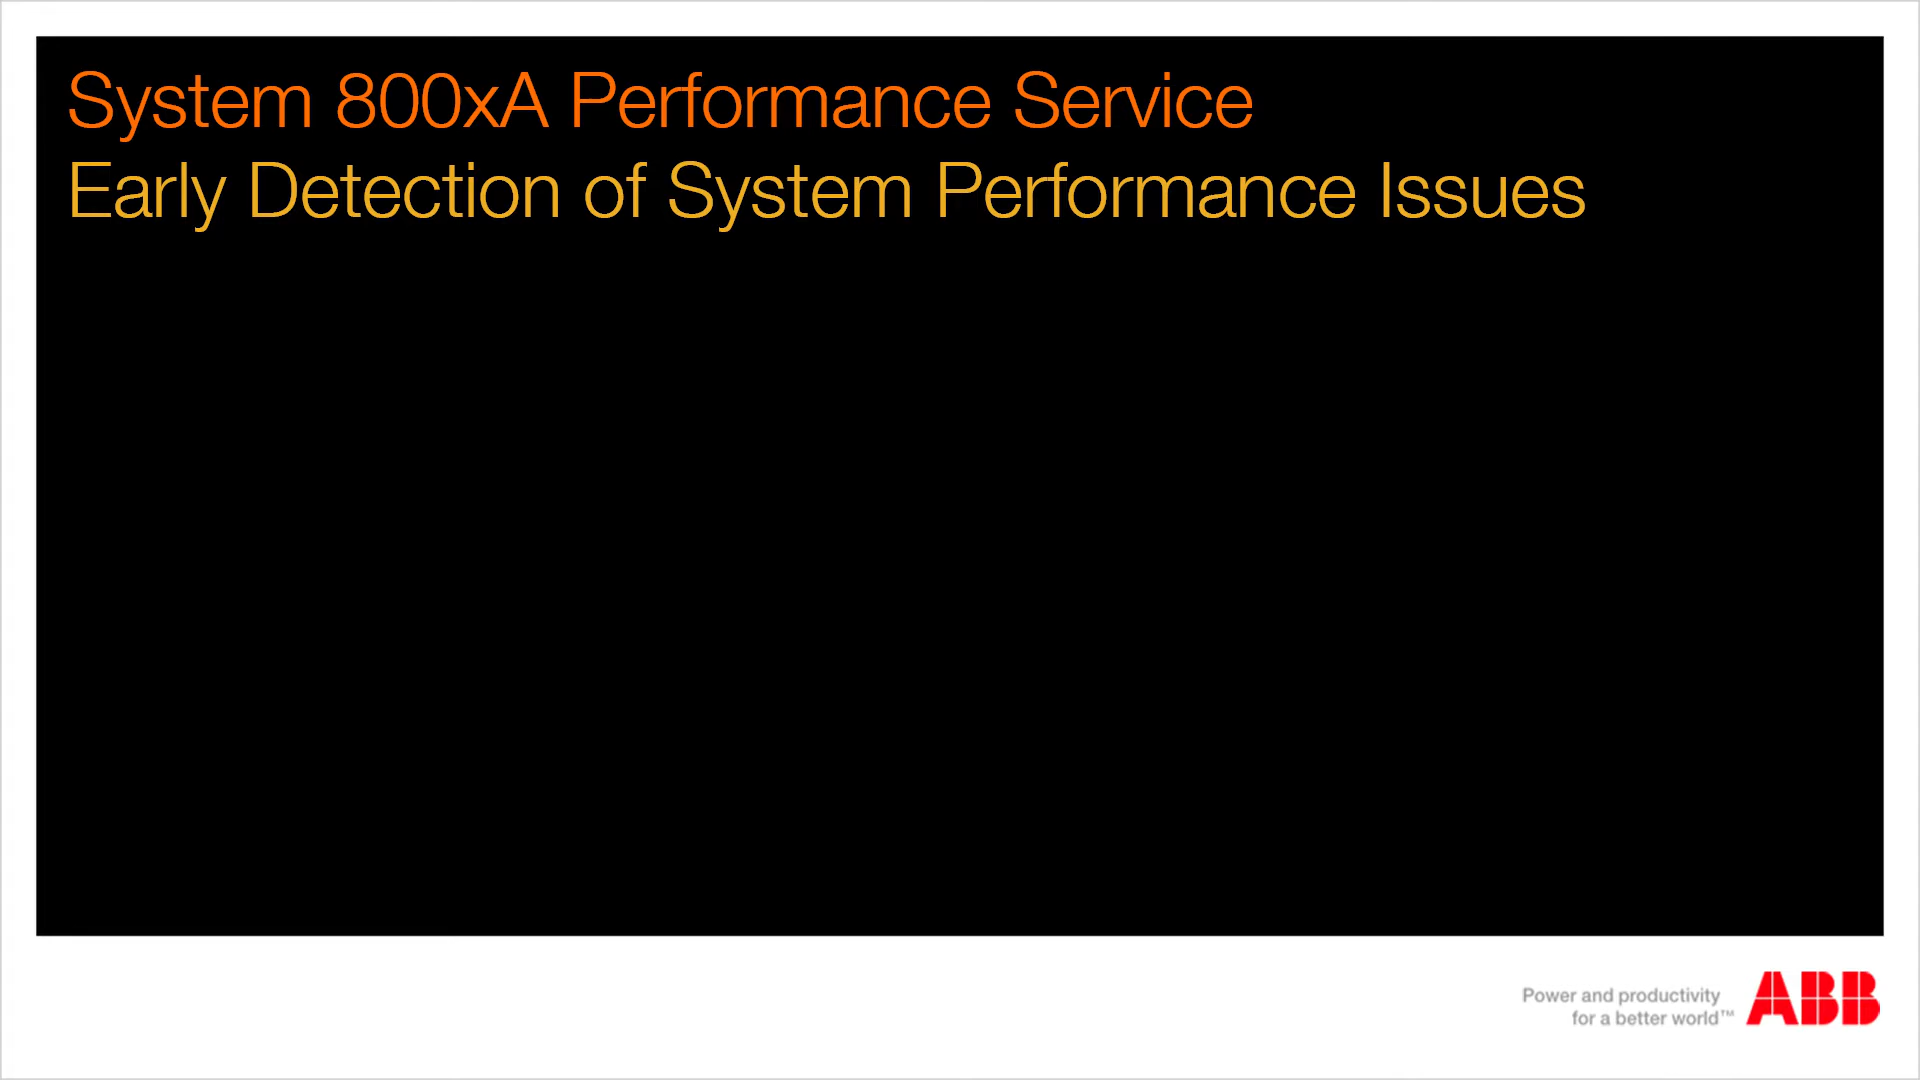 System 800xA Performance Service
Early Detection of System Performance Issues
Power and productivity
for a better world™
ABB